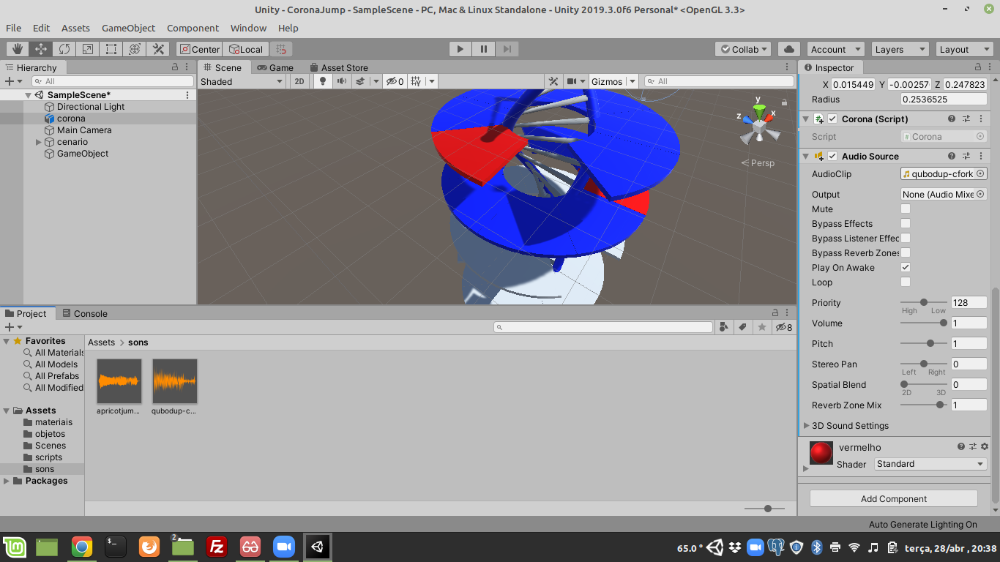 Unity - CoronaJump - SampleScene - PC, Mac & Linux Standalone - Unity 2019.3.0f6 Personal* <OpenGL 3.3>
File Edit Assets GameObject Component Window Help
Center Local Collab Account Layers Layout
Hierarchy
All
SampleScene*
Directional Light
corona
Main Camera
cenario
GameObject
Scene Game Asset Store
Shaded 2D 0 Gizmos All
y
z x
Persp
Inspector
X 0.015449 Y -0.00257 Z 0.247823
Radius 0.2536525
Corona (Script)
Script Corona
Audio Source
AudioClip qubodup-cfork
Output None (Audio Mixe
Mute
Bypass Effects
Bypass Listener Effec
Bypass Reverb Zones
Play On Awake
Loop
Priority 128
High Low
Volume 1
Pitch 1
Stereo Pan 0
Left Right
Spatial Blend 0
2D 3D
Reverb Zone Mix 1
3D Sound Settings
vermelho
Shader Standard
Add Component
Project Console
8
Favorites
All Materials
All Models
All Prefabs
All Modified
Assets
materiais
objetos
Scenes
scripts
sons
Packages
Assets > sons
apricotjum... qubodup-c...
Auto Generate Lighting On
2
65.0 ° terça, 28/abr , 20:38